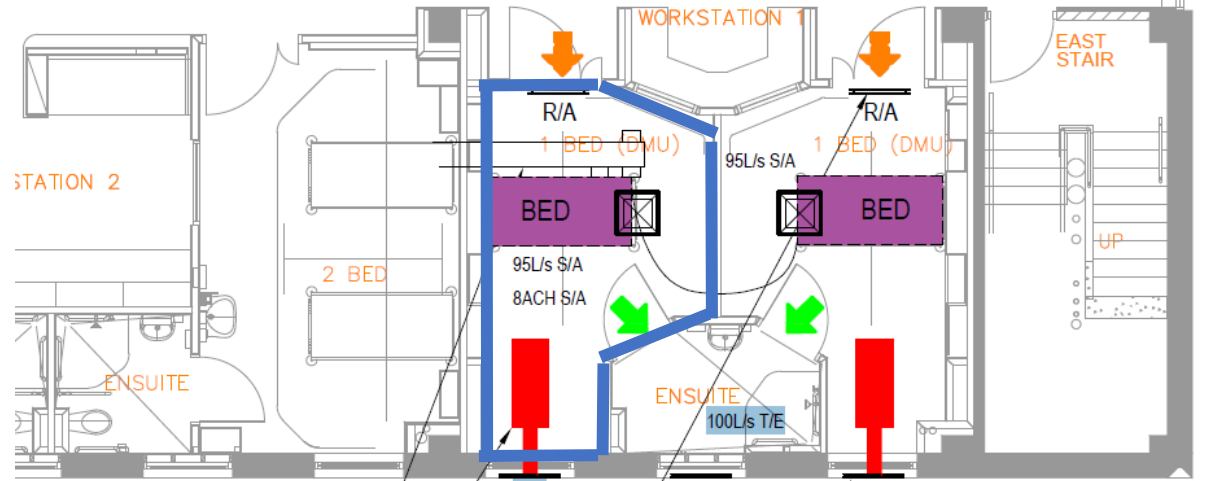 WORKSTATION 1
EAST
STAIR
R/A
R/A
1 BED (DMU)
1 BED (DMU)
95L/s S/A
STATION 2
BED
BED
UP
2 BED
95L/s S/A
8ACH S/A
ENSUITE
ENSUITE
100L/s T/E